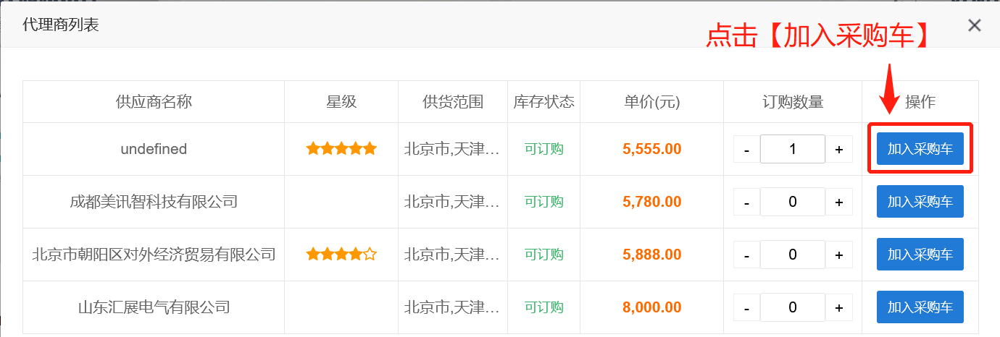 代理商列表
点击【加入采购车】
供应商名称 星级 供货范围 库存状态 单价(元) 订购数量 操作
undefined 北京市,天津... 可订购 5,555.00 - 1 + 加入采购车
成都美讯智科技有限公司 北京市,天津... 可订购 5,780.00 - 0 + 加入采购车
北京市朝阳区对外经济贸易有限公司 北京市,天津... 可订购 5,888.00 - 0 + 加入采购车
山东汇展电气有限公司 北京市,天津... 可订购 8,000.00 - 0 + 加入采购车